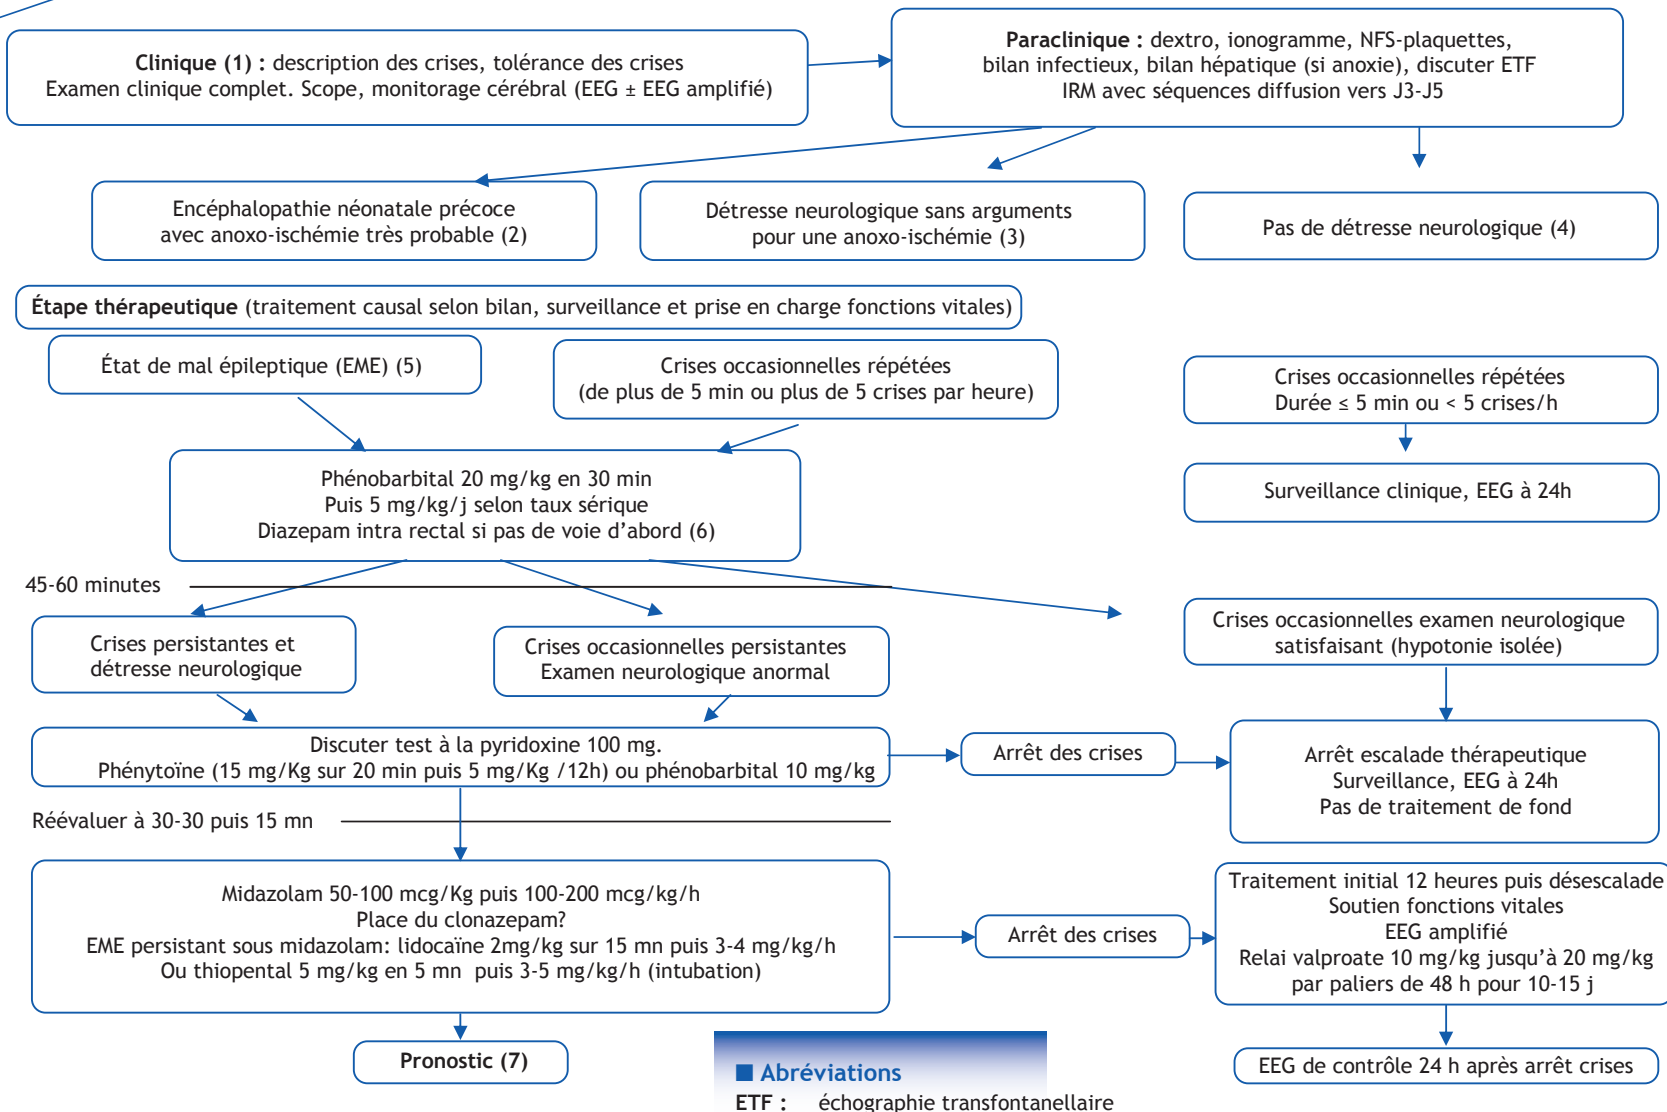 Clinique (1) : description des crises, tolérance des crises
Examen clinique complet. Scope, monitorage cérébral (EEG ± EEG amplifié)
Paraclinique : dextro, ionogramme, NFS-plaquettes,
bilan infectieux, bilan hépatique (si anoxie), discuter ETF
IRM avec séquences diffusion vers J3-J5
Encéphalopathie néonatale précoce
avec anoxo-ischémie très probable (2)
Détresse neurologique sans arguments
pour une anoxo-ischémie (3)
Pas de détresse neurologique (4)
Étape thérapeutique (traitement causal selon bilan, surveillance et prise en charge fonctions vitales)
État de mal épileptique (EME) (5)
Crises occasionnelles répétées
(de plus de 5 min ou plus de 5 crises par heure)
Crises occasionnelles répétées
Durée ≤ 5 min ou < 5 crises/h
Phénobarbital 20 mg/kg en 30 min
Puis 5 mg/kg/j selon taux sérique
Diazepam intra rectal si pas de voie d'abord (6)
Surveillance clinique, EEG à 24h
45-60 minutes
Crises persistantes et
détresse neurologique
Crises occasionnelles persistantes
Examen neurologique anormal
Crises occasionnelles examen neurologique
satisfaisant (hypotonie isolée)
Discuter test à la pyridoxine 100 mg.
Phénytoïne (15 mg/Kg sur 20 min puis 5 mg/Kg /12h) ou phénobarbital 10 mg/kg
Arrêt des crises
Arrêt escalade thérapeutique
Surveillance, EEG à 24h
Pas de traitement de fond
Réévaluer à 30-30 puis 15 mn
Midazolam 50-100 mcg/Kg puis 100-200 mcg/kg/h
Place du clonazepam?
EME persistant sous midazolam: lidocaïne 2mg/kg sur 15 mn puis 3-4 mg/kg/h
Ou thiopental 5 mg/kg en 5 mn puis 3-5 mg/kg/h (intubation)
Arrêt des crises
Traitement initial 12 heures puis désescalade
Soutien fonctions vitales
EEG amplifié
Relai valproate 10 mg/kg jusqu'à 20 mg/kg
par paliers de 48 h pour 10-15 j
Pronostic (7)
EEG de contrôle 24 h après arrêt crises
■ Abréviations
ETF : échographie transfontanellaire